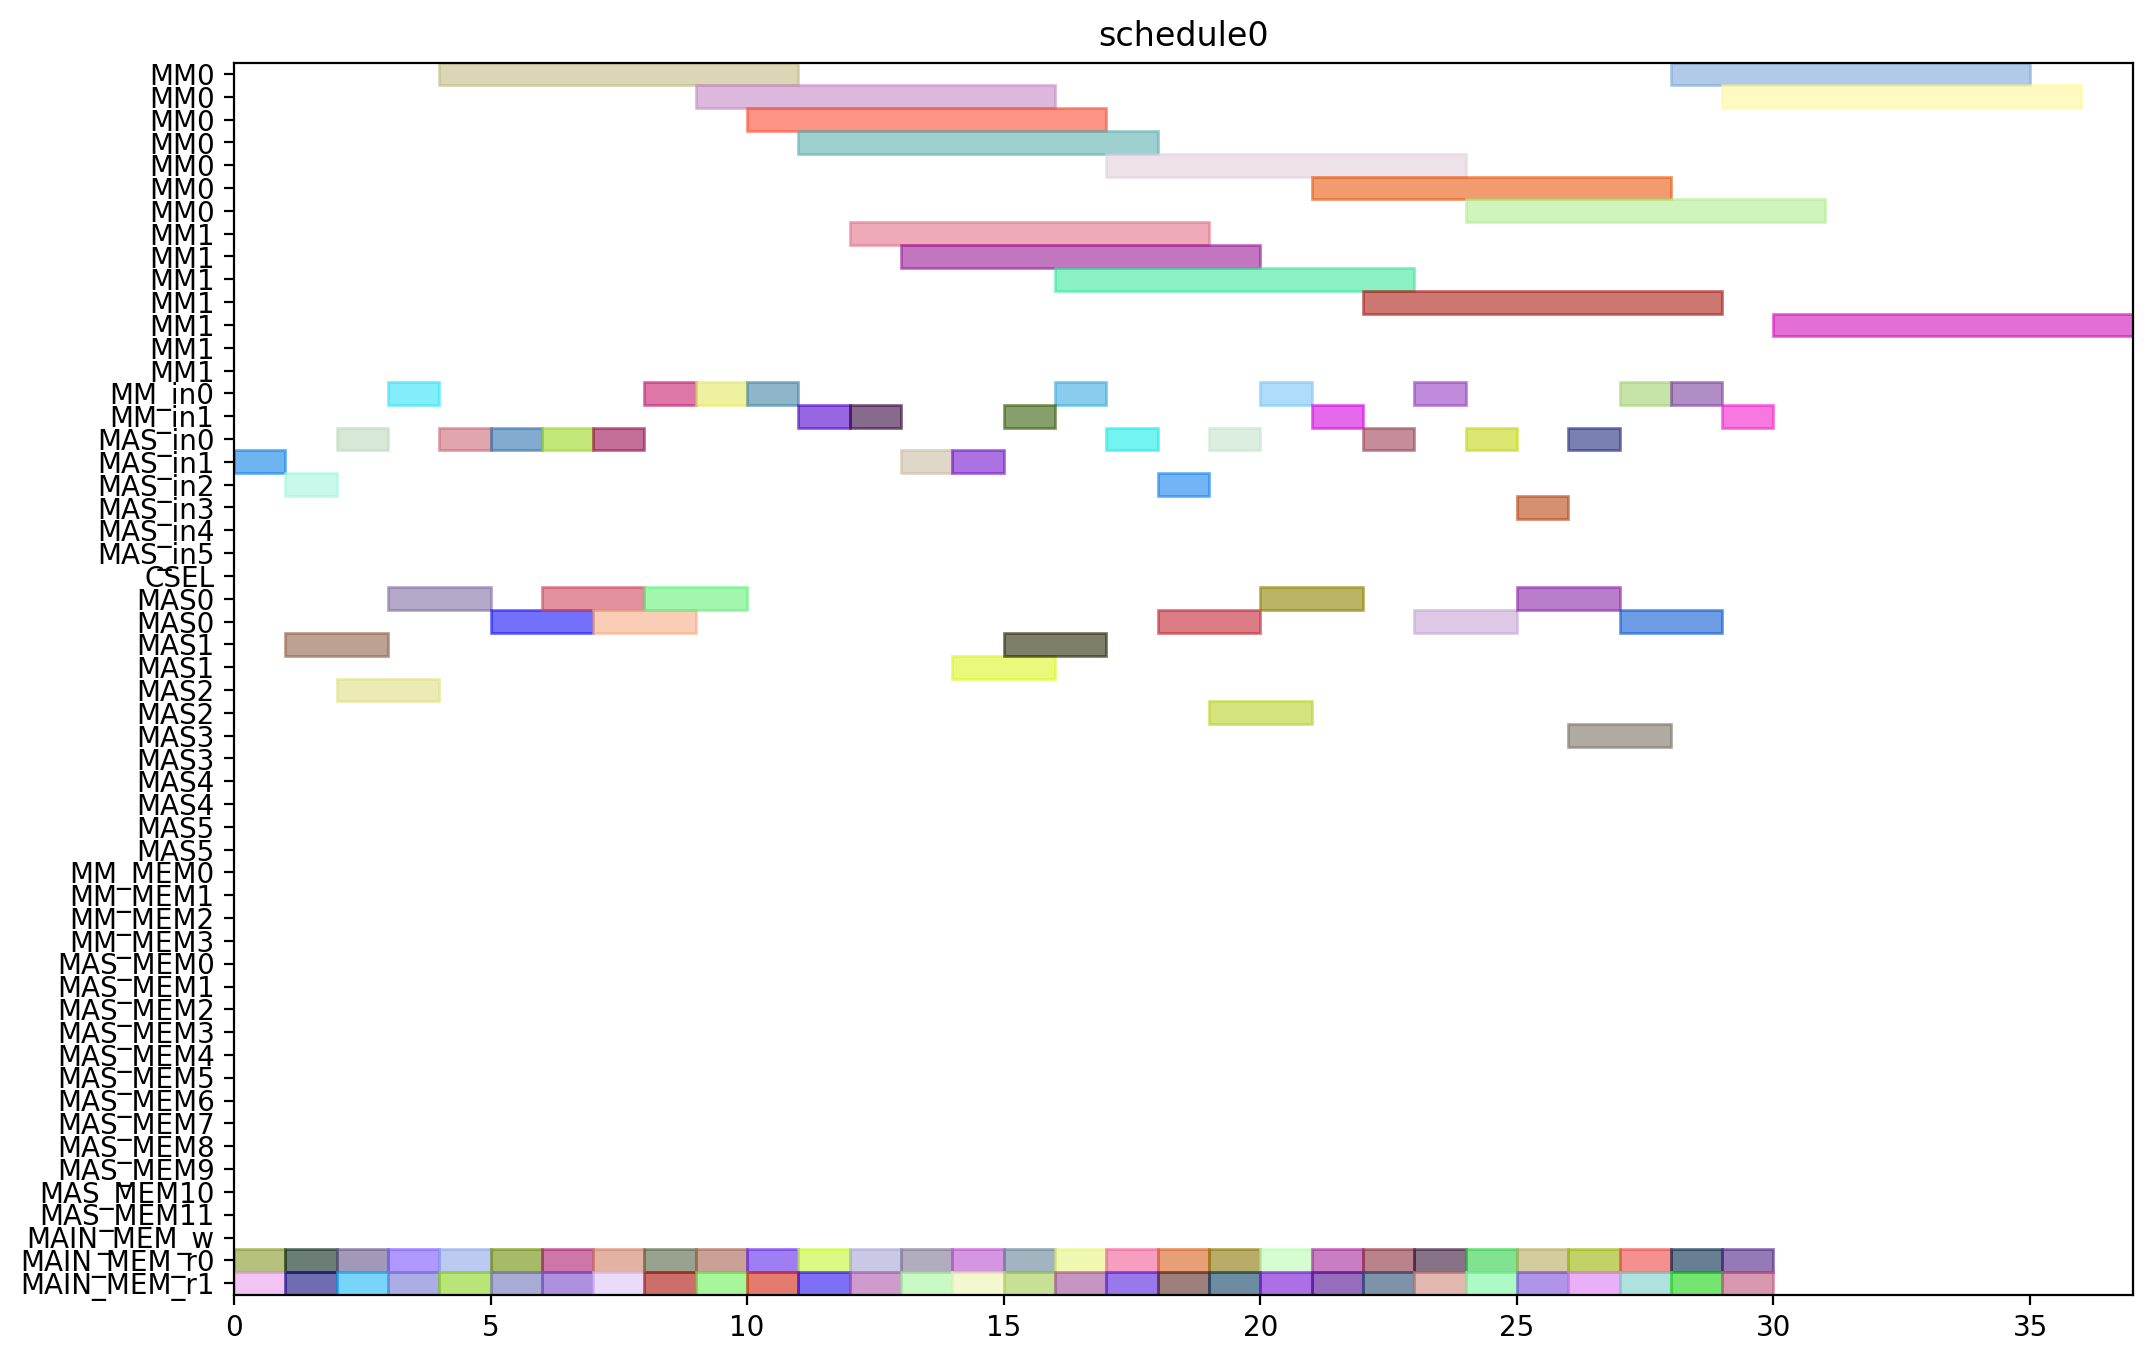 schedule0
MM0
MM0
MM0
MM0
MM0
MM0
MM0
MM1
MM1
MM1
MM1
MM1
MM1
MM1
MM_in0
MM_in1
MAS_in0
MAS_in1
MAS_in2
MAS_in3
MAS_in4
MAS_in5
CSEL
MAS0
MAS0
MAS1
MAS1
MAS2
MAS2
MAS3
MAS3
MAS4
MAS4
MAS5
MAS5
MM_MEM0
MM_MEM1
MM_MEM2
MM_MEM3
MAS_MEM0
MAS_MEM1
MAS_MEM2
MAS_MEM3
MAS_MEM4
MAS_MEM5
MAS_MEM6
MAS_MEM7
MAS_MEM8
MAS_MEM9
MAS_MEM10
MAS_MEM11
MAIN_MEM_w
MAIN_MEM_r0
MAIN_MEM_r1
0 5 10 15 20 25 30 35